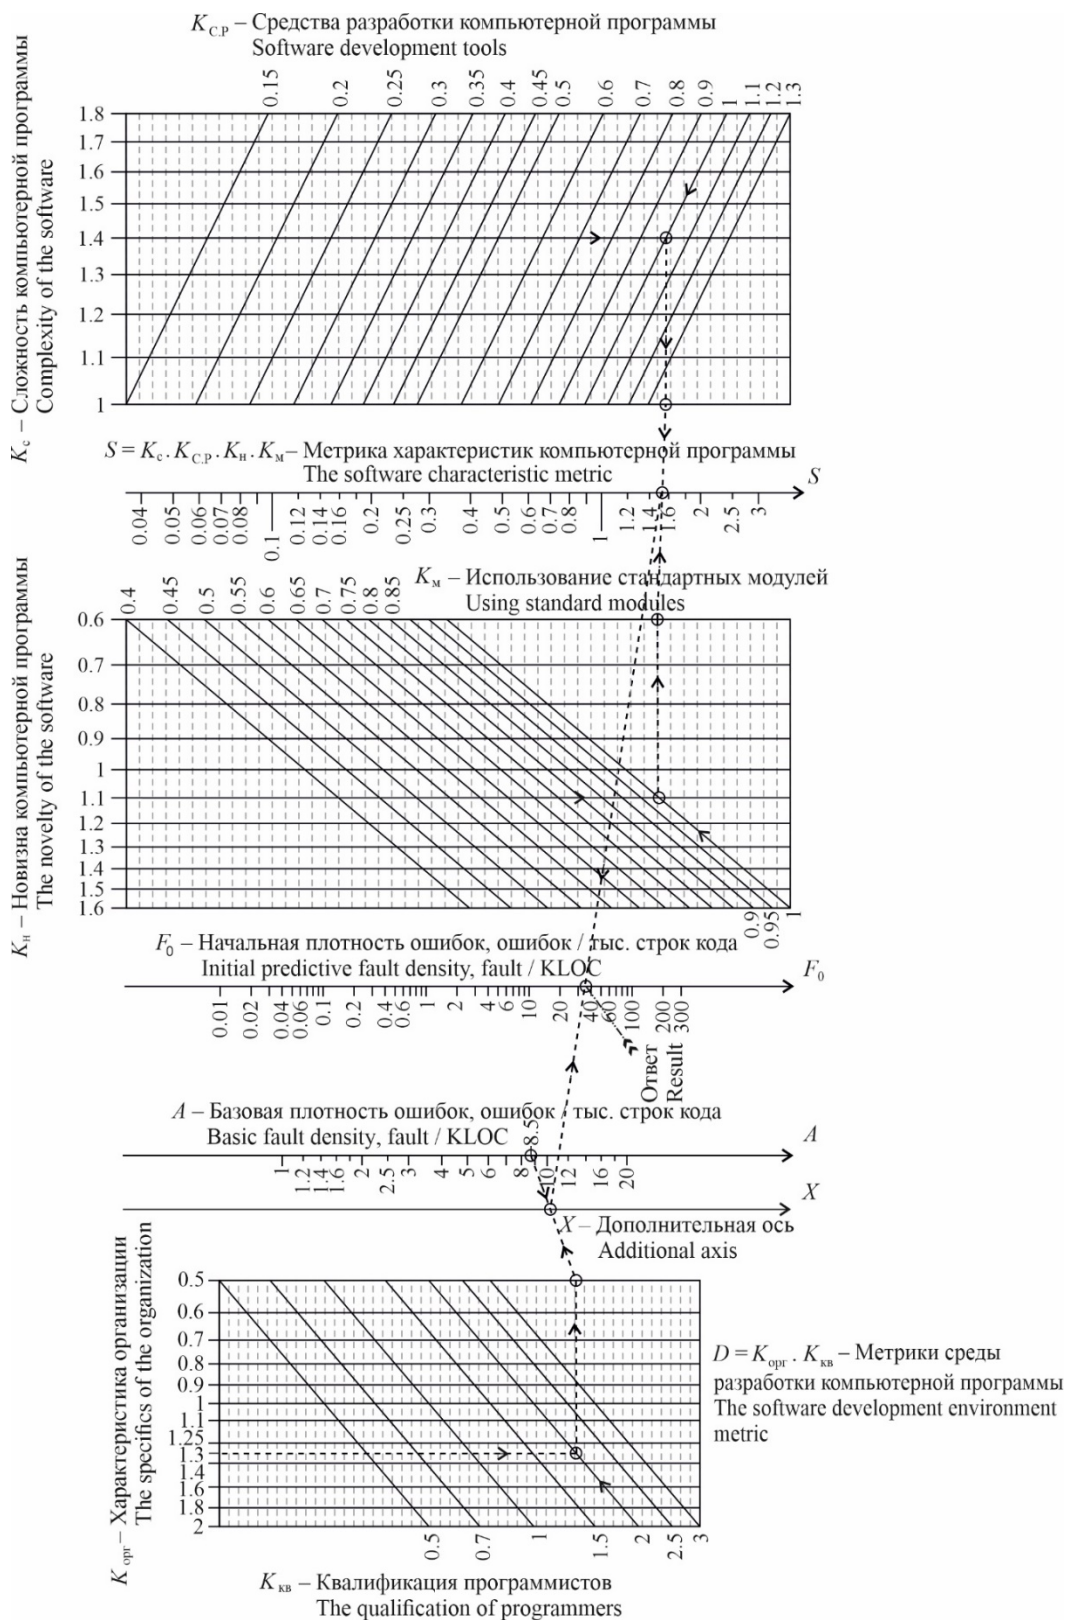 K_С.Р – Средства разработки компьютерной программы
Software development tools
0.15 0.2 0.25 0.3 0.35 0.4 0.45 0.5 0.6 0.7 0.8 0.9 1 1.1 1.2 1.3
K_с – Сложность компьютерной программы
Complexity of the software
1.8
1.7
1.6
1.5
1.4
1.3
1.2
1.1
1
S = K_с . K_С.Р . K_н . K_м – Метрика характеристик компьютерной программы
The software characteristic metric
S
0.04 0.05 0.06 0.07 0.08 0.1 0.12 0.14 0.16 0.2 0.25 0.3 0.4 0.5 0.6 0.7 0.8 1 1.2 1.4 1.6 2 2.5 3
K_м – Использование стандартных модулей
Using standard modules
0.4 0.45 0.5 0.55 0.6 0.65 0.7 0.75 0.8 0.85
K_н – Новизна компьютерной программы
The novelty of the software
0.6
0.7
0.8
0.9
1
1.1
1.2
1.3
1.4
1.5
1.6
0.9 0.95 1
F_0 – Начальная плотность ошибок, ошибок / тыс. строк кода
Initial predictive fault density, fault / KLOC
F_0
0.01 0.02 0.04 0.06 0.1 0.2 0.4 0.6 1 2 4 6 10 20 40 60 100 200 300
Ответ
Result
A – Базовая плотность ошибок, ошибок / тыс. строк кода
Basic fault density, fault / KLOC
8.5
A
1 1.2 1.4 1.6 2 2.5 3 4 5 6 8 10 12 16 20
X
X – Дополнительная ось
Additional axis
K_орг – Характеристика организации
The specifics of the organization
0.5
0.6
0.7
0.8
0.9
1
1.1
1.25
1.3
1.4
1.6
1.8
2
D = K_орг . K_кв – Метрики среды
разработки компьютерной программы
The software development environment
metric
0.5 0.7 1 1.5 2 2.5 3
K_кв – Квалификация программистов
The qualification of programmers